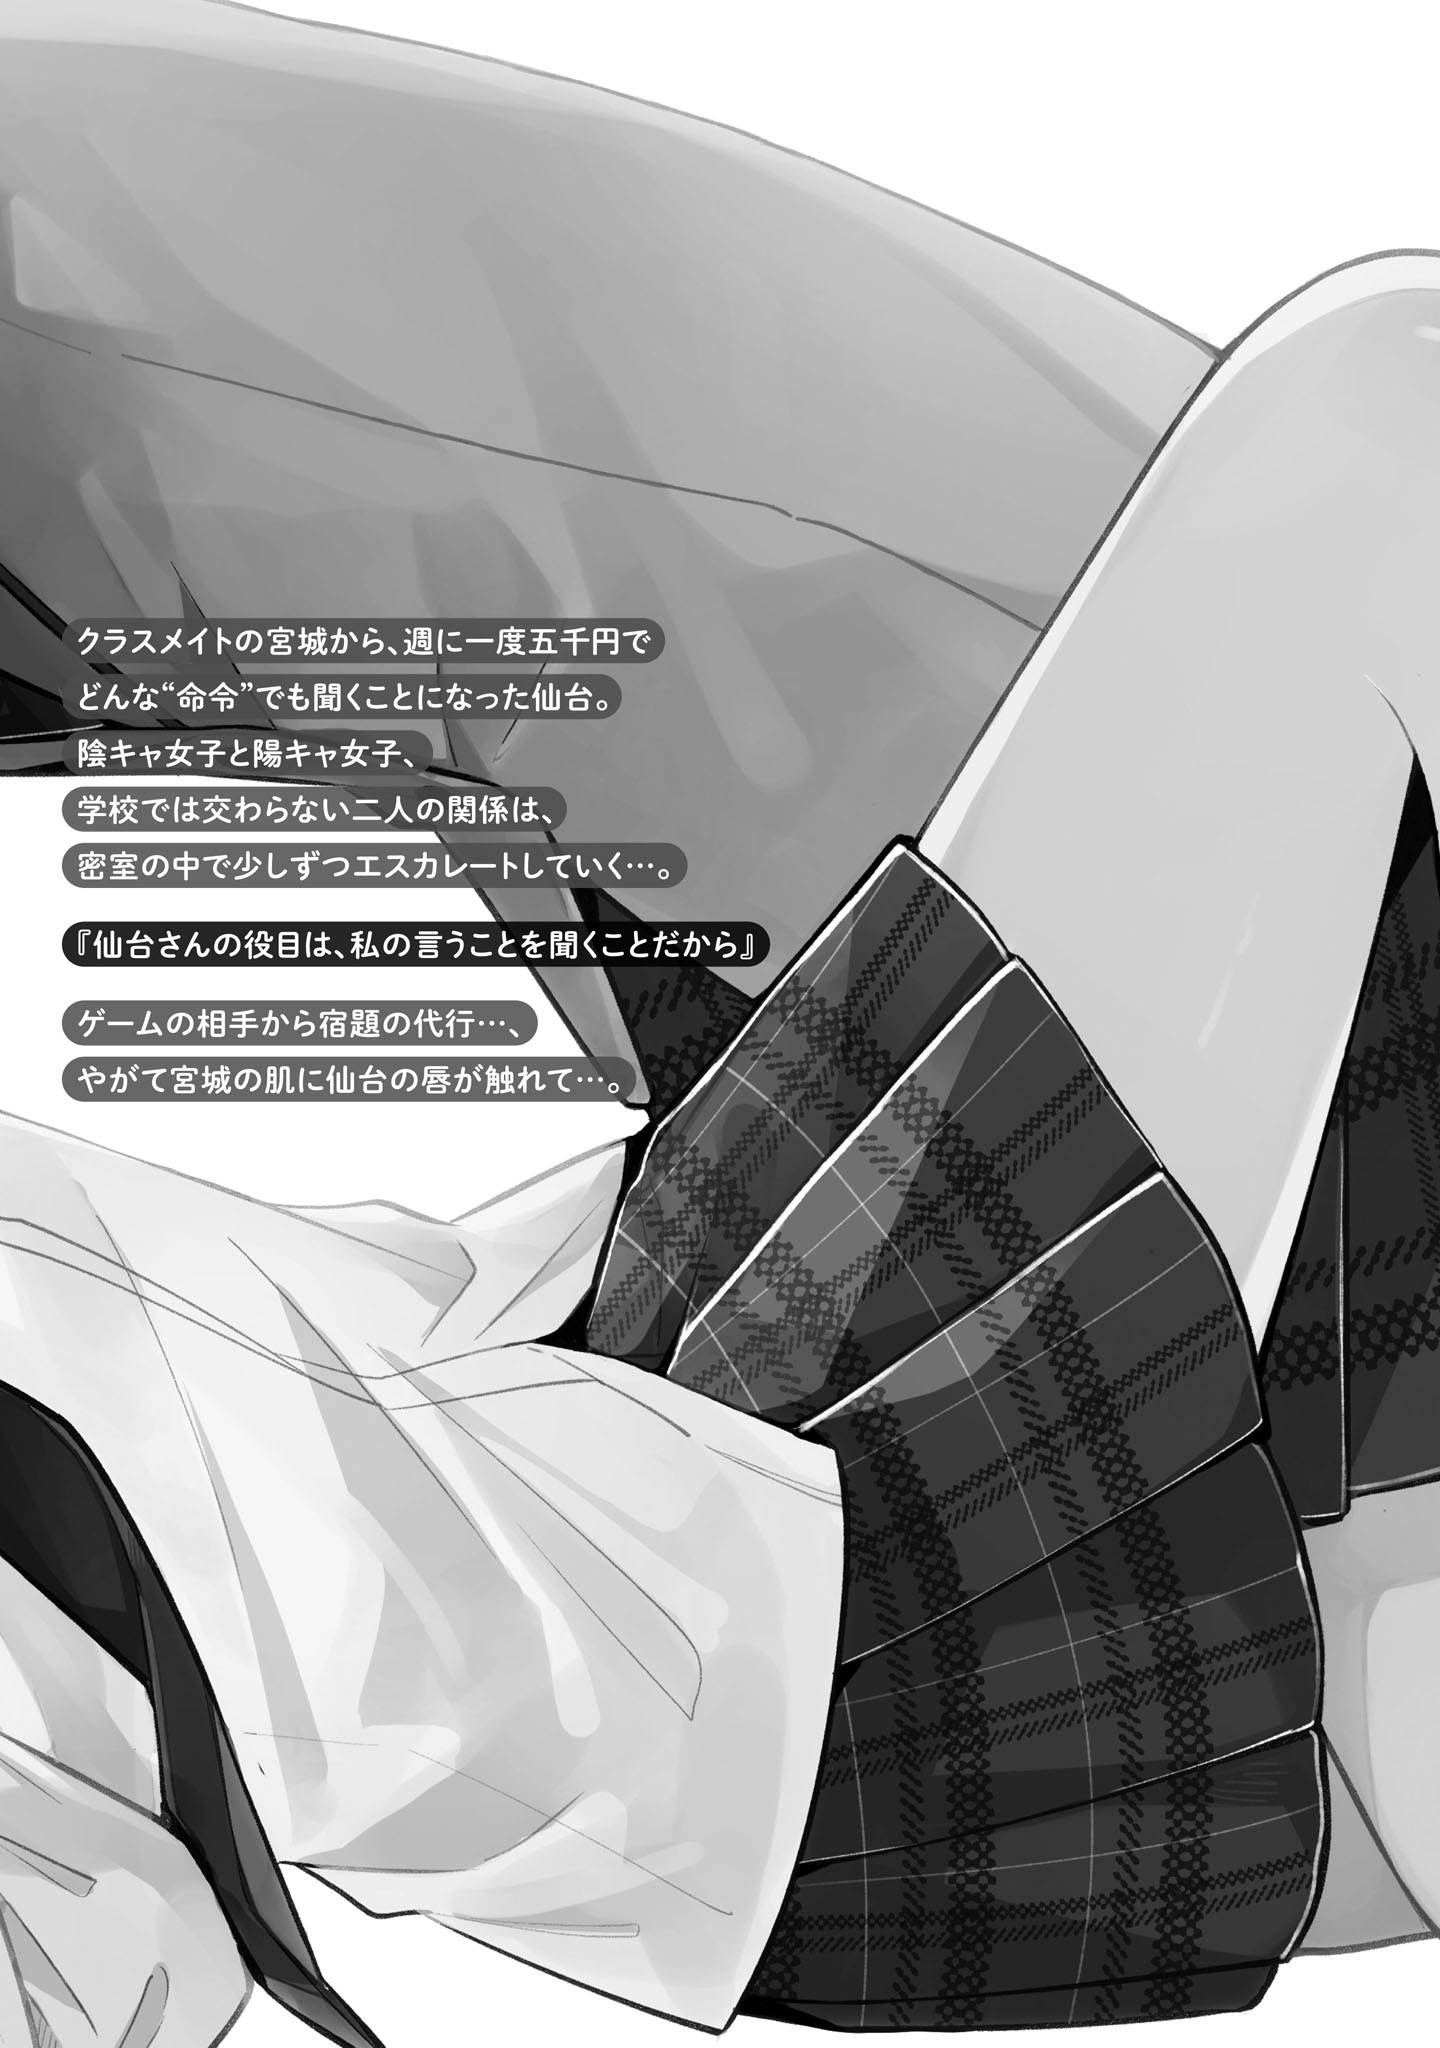 クラスメイトの宮城から、週に一度五千円で
どんな“命令”でも聞くことになった仙台。
陰キャ女子と陽キャ女子、
学校では交わらない二人の関係は、
密室の中で少しずつエスカレートしていく…。
『仙台さんの役目は、私の言うことを聞くことだから』
ゲームの相手から宿題の代行…、
やがて宮城の肌に仙台の唇が触れて…。